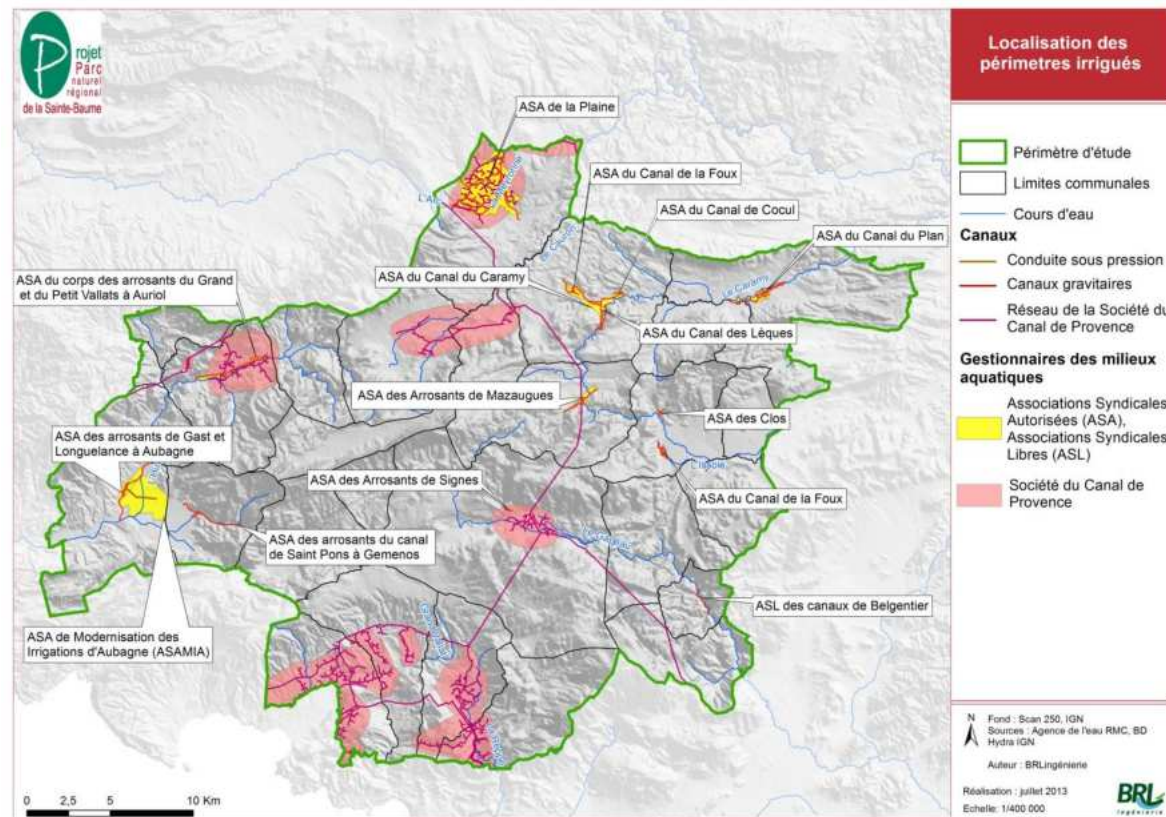 Projet
Parc
naturel
régional
de la Sainte-Baume
Localisation des
périmetres irrigués
Périmètre d'étude
Limites communales
Cours d'eau
Canaux
Conduite sous pression
Canaux gravitaires
Réseau de la Société du
Canal de Provence
Gestionnaires des milieux
aquatiques
Associations Syndicales
Autorisées (ASA),
Associations Syndicales
Libres (ASL)
Société du Canal de
Provence
ASA de la Plaine
ASA du Canal de la Foux
ASA du Canal de Cocul
ASA du Canal du Plan
ASA du Canal du Caramy
ASA du corps des arrosants du Grand
et du Petit Vallats à Auriol
Le Caramy
ASA du Canal des Lèques
ASA des Arrosants de Mazaugues
ASA des Clos
ASA des arrosants de Gast et
Longuelance à Aubagne
L'Issole
ASA des Arrosants de Signes
ASA du Canal de la Foux
ASA des arrosants du canal
de Saint Pons à Gemenos
ASL des canaux de Belgentier
ASA de Modernisation des
Irrigations d'Aubagne (ASAMIA)
0 2,5 5 10 Km
N
Fond : Scan 250, IGN
Sources : Agence de l'eau RMC, BD
Hydra IGN
Auteur : BRLingénierie
Réalisation : juillet 2013
Echelle: 1/400 000
BRL
Ingénierie